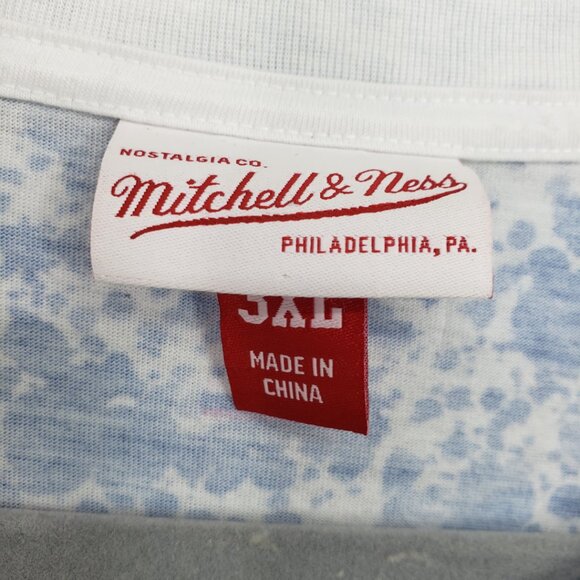 NOSTALGIA CO.
Mitchell & Ness
PHILADELPHIA, PA.
3XL
MADE IN
CHINA